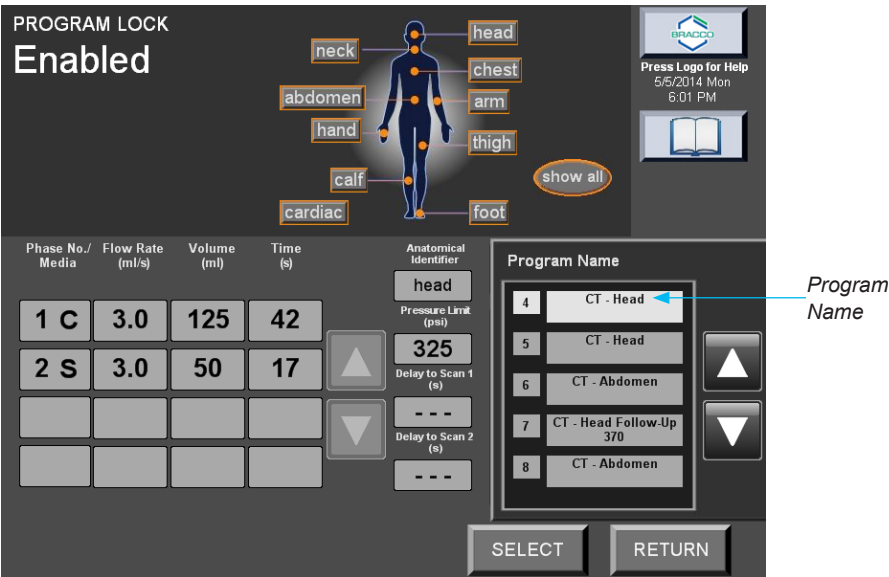 PROGRAM LOCK
Enabled
head
neck
chest
abdomen
arm
hand
thigh
calf
show all
cardiac
foot
BRACCO
Press Logo for Help
5/5/2014 Mon
6:01 PM
Phase No./ Media
Flow Rate (ml/s)
Volume (ml)
Time (s)
1 C 3.0 125 42
2 S 3.0 50 17
Anatomical
Identifier
head
Pressure Limit
(psi)
325
Delay to Scan 1
(s)
- - -
Delay to Scan 2
(s)
- - -
Program Name
4 CT - Head
5 CT - Head
6 CT - Abdomen
7 CT - Head Follow-Up
370
8 CT - Abdomen
SELECT RETURN
Program
Name